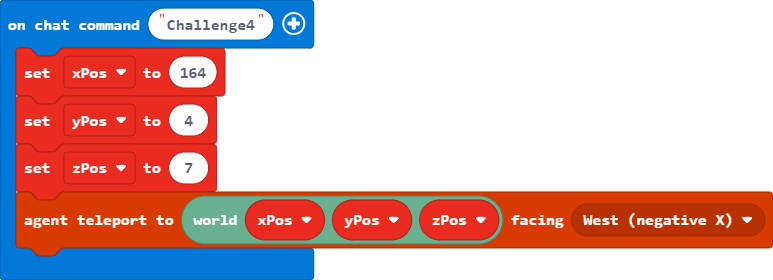 on chat command "Challenge4"
set xPos to 164
set yPos to 4
set zPos to 7
agent teleport to world xPos yPos zPos facing West (negative X)